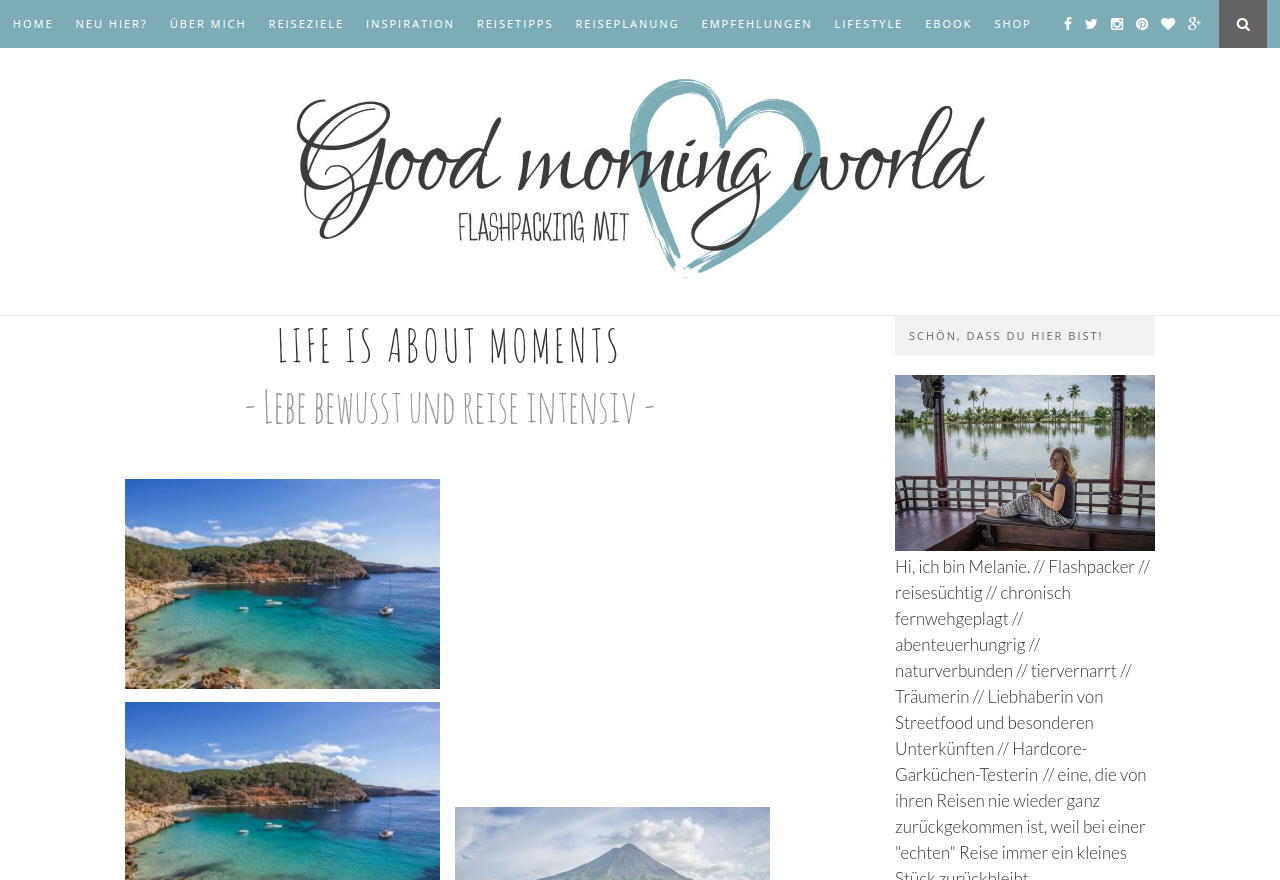 HOME NEU HIER? ÜBER MICH REISEZIELE INSPIRATION REISETIPPS REISEPLANUNG EMPFEHLUNGEN LIFESTYLE EBOOK SHOP
Good morning world
FLASHPACKING MIT
LIFE IS ABOUT MOMENTS
- LEBE BEWUSST UND REISE INTENSIV -
SCHÖN, DASS DU HIER BIST!
Hi, ich bin Melanie. // Flashpacker //
reisesüchtig // chronisch
fernwehgeplagt //
abenteuerhungrig //
naturverbunden // tiervernarrt //
Träumerin // Liebhaberin von
Streetfood und besonderen
Unterkünften // Hardcore-
Garküchen-Testerin // eine, die von
ihren Reisen nie wieder ganz
zurückgekommen ist, weil bei einer
"echten" Reise immer ein kleines
Stück zurückbleibt